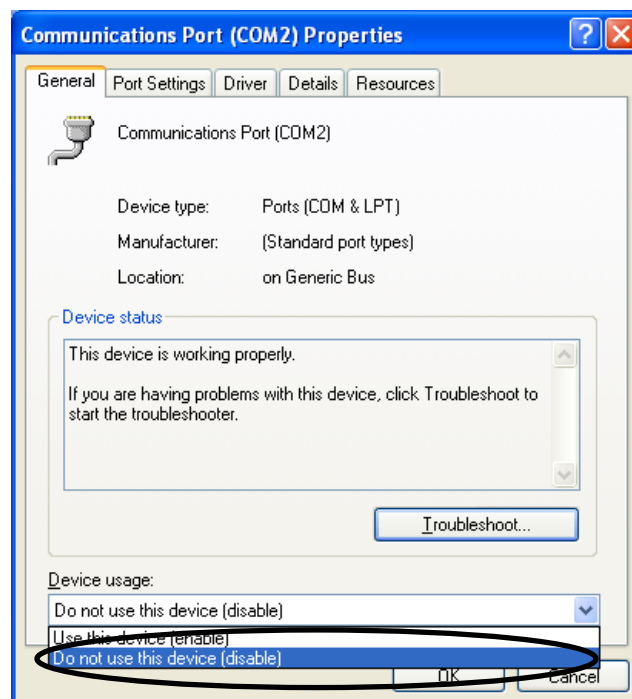 Communications Port (COM2) Properties
General Port Settings Driver Details Resources
Communications Port (COM2)
Device type: Ports (COM & LPT)
Manufacturer: (Standard port types)
Location: on Generic Bus
Device status
This device is working properly.
If you are having problems with this device, click Troubleshoot to
start the troubleshooter.
Troubleshoot...
Device usage:
Do not use this device (disable)
Use this device (enable)
Do not use this device (disable)
OK Cancel